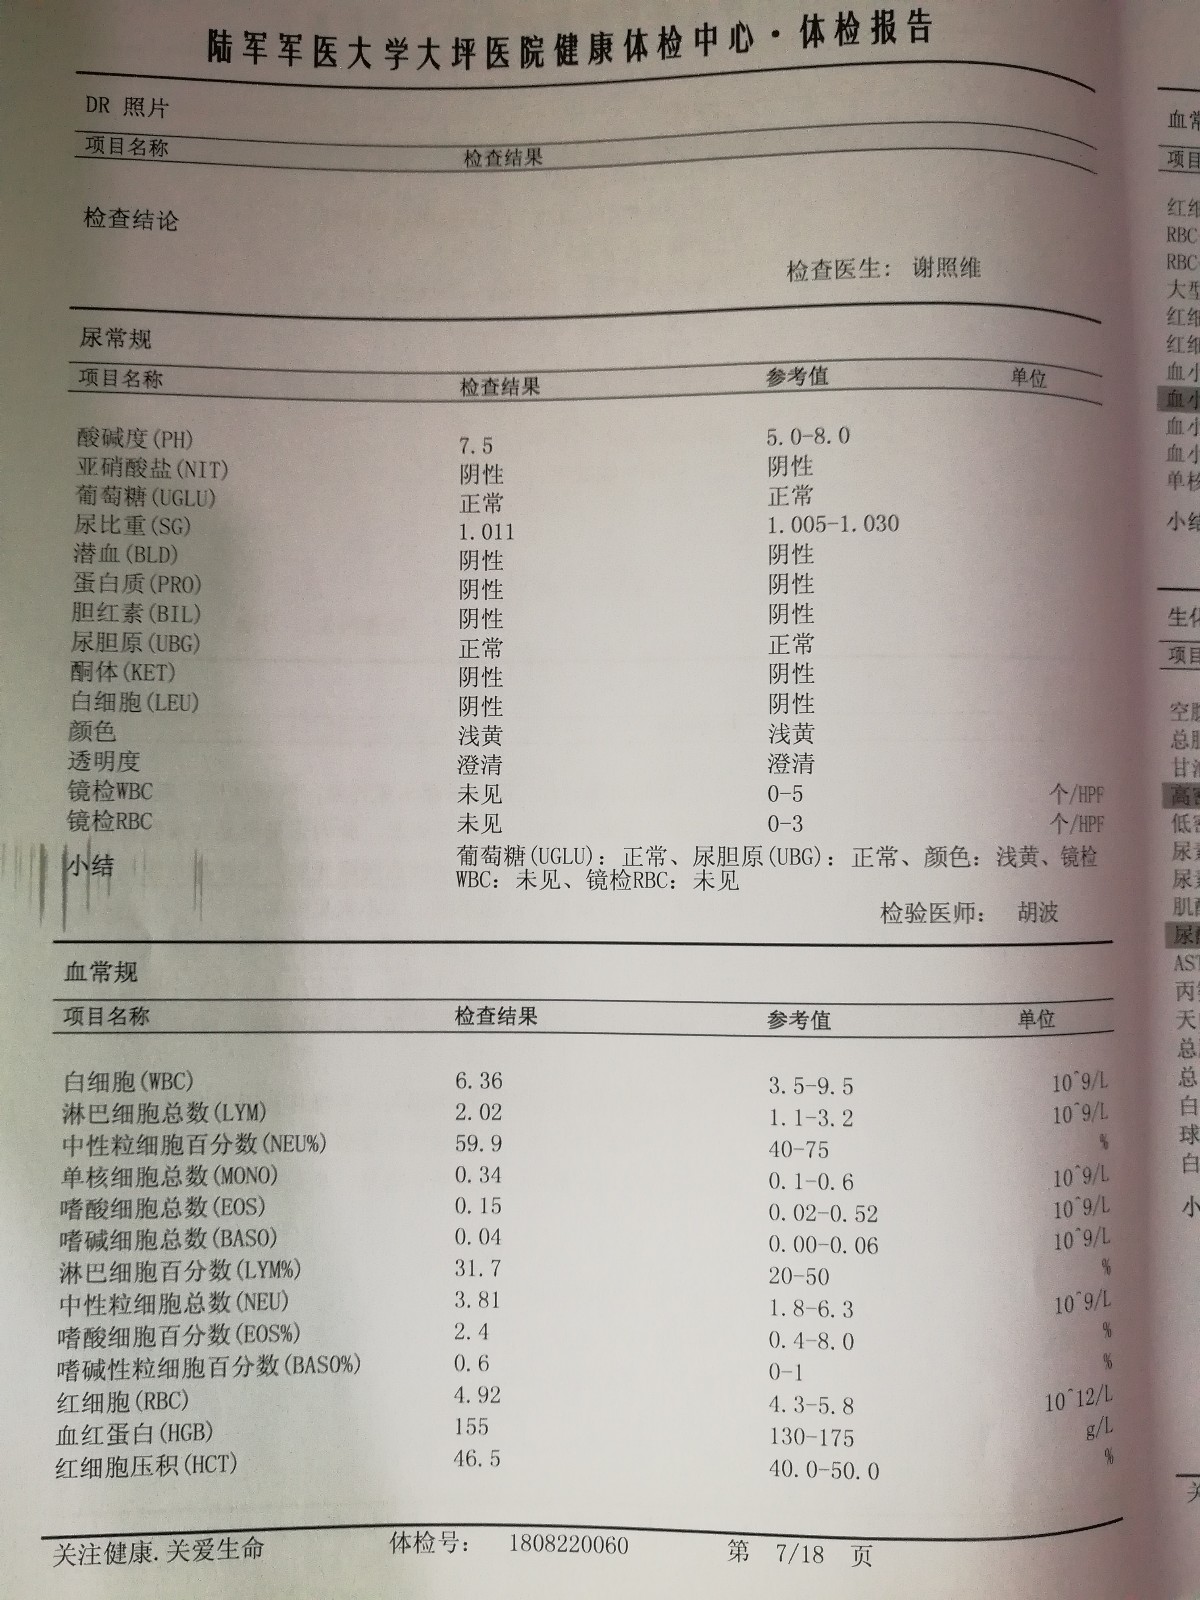 陆军军医大学大坪医院健康体检中心·体检报告
DR 照片
项目名称 检查结果
检查结论
检查医生: 谢照维
尿常规
项目名称 检查结果 参考值 单位
酸碱度(PH) 7.5 5.0-8.0
亚硝酸盐(NIT) 阴性 阴性
葡萄糖(UGLU) 正常 正常
尿比重(SG) 1.011 1.005-1.030
潜血(BLD) 阴性 阴性
蛋白质(PRO) 阴性 阴性
胆红素(BIL) 阴性 阴性
尿胆原(UBG) 正常 正常
酮体(KET) 阴性 阴性
白细胞(LEU) 阴性 阴性
颜色 浅黄 浅黄
透明度 澄清 澄清
镜检WBC 未见 0-5 个/HPF
镜检RBC 未见 0-3 个/HPF
小结 葡萄糖(UGLU): 正常、尿胆原(UBG): 正常、颜色: 浅黄、镜检
WBC: 未见、镜检RBC: 未见
检验医师: 胡波
血常规
项目名称 检查结果 参考值 单位
白细胞(WBC) 6.36 3.5-9.5 10^9/L
淋巴细胞总数(LYM) 2.02 1.1-3.2 10^9/L
中性粒细胞百分数(NEU%) 59.9 40-75 %
单核细胞总数(MONO) 0.34 0.1-0.6 10^9/L
嗜酸细胞总数(EOS) 0.15 0.02-0.52 10^9/L
嗜碱细胞总数(BASO) 0.04 0.00-0.06 10^9/L
淋巴细胞百分数(LYM%) 31.7 20-50 %
中性粒细胞总数(NEU) 3.81 1.8-6.3 10^9/L
嗜酸细胞百分数(EOS%) 2.4 0.4-8.0 %
嗜碱性粒细胞百分数(BASO%) 0.6 0-1 %
红细胞(RBC) 4.92 4.3-5.8 10^12/L
血红蛋白(HGB) 155 130-175 g/L
红细胞压积(HCT) 46.5 40.0-50.0 %
关注健康.关爱生命 体检号: 1808220060 第 7/18 页
血常
项目
红细
RBC
RBC
大型
红细
红细
血小
血小
血小
血小
单核
小结
生化
项目
空腹
总胆
甘油
高密
低密
尿素
尿素
肌酐
尿酸
AST
丙
天
总
总
白
球
白
小
关